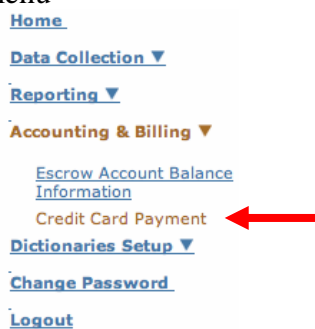 Home
Data Collection ▼
Reporting ▼
Accounting & Billing ▼
Escrow Account Balance
Information
Credit Card Payment
Dictionaries Setup ▼
Change Password
Logout